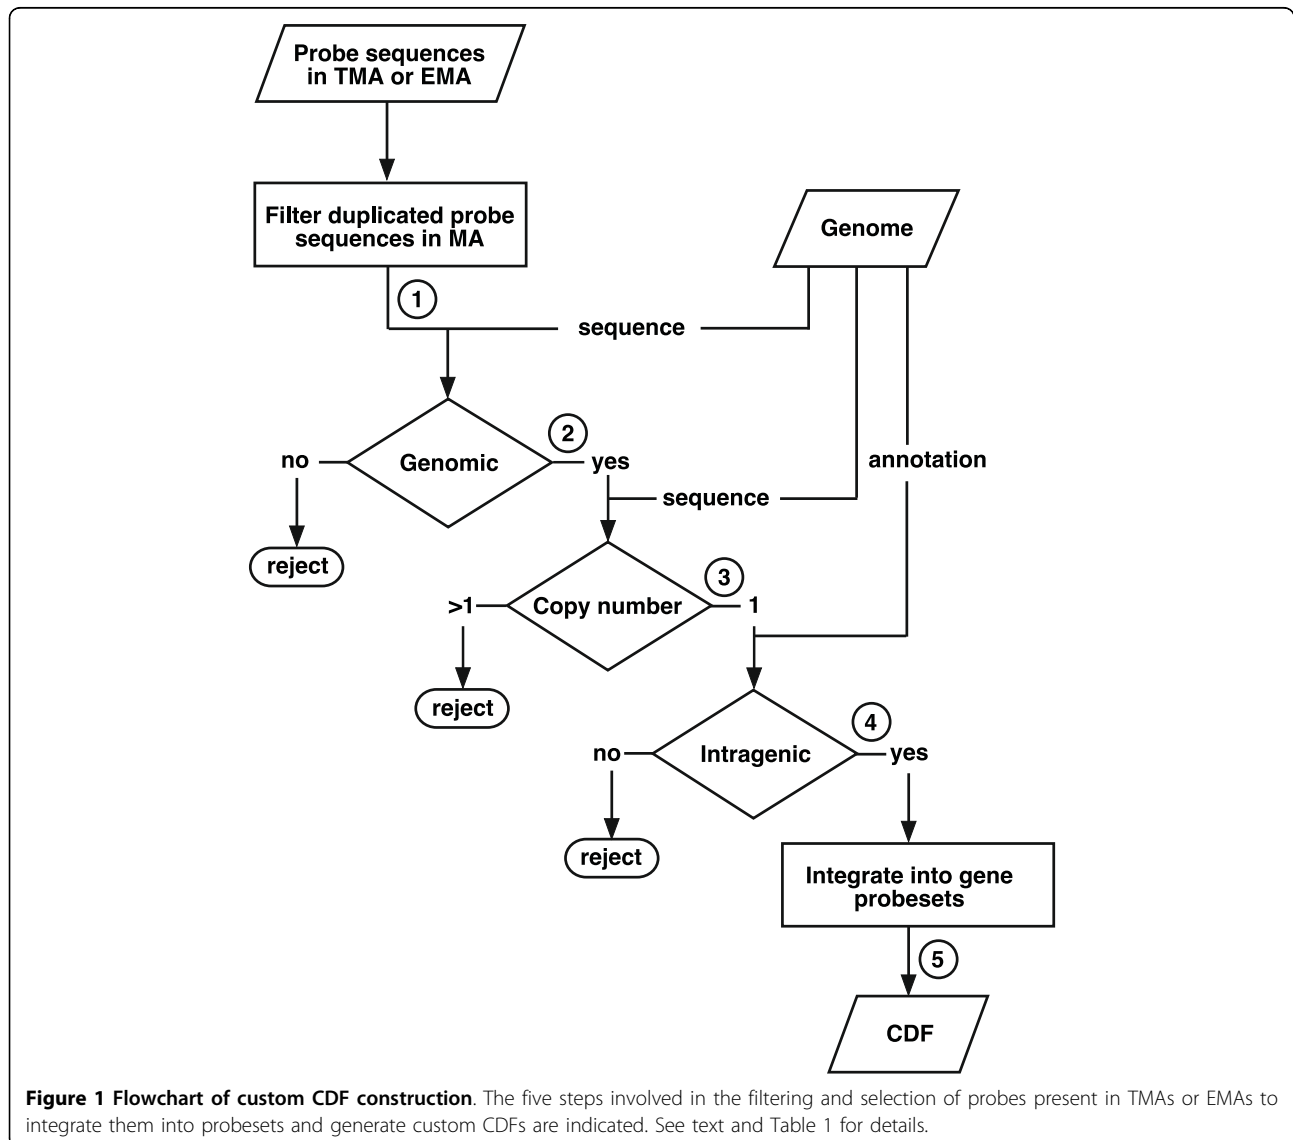 Probe sequences
in TMA or EMA
Filter duplicated probe
sequences in MA
Genome
1
sequence
2
no
Genomic
yes
annotation
sequence
reject
3
>1
Copy number
1
reject
4
no
Intragenic
yes
reject
Integrate into gene
probesets
5
CDF
Figure 1 Flowchart of custom CDF construction. The five steps involved in the filtering and selection of probes present in TMAs or EMAs to
integrate them into probesets and generate custom CDFs are indicated. See text and Table 1 for details.